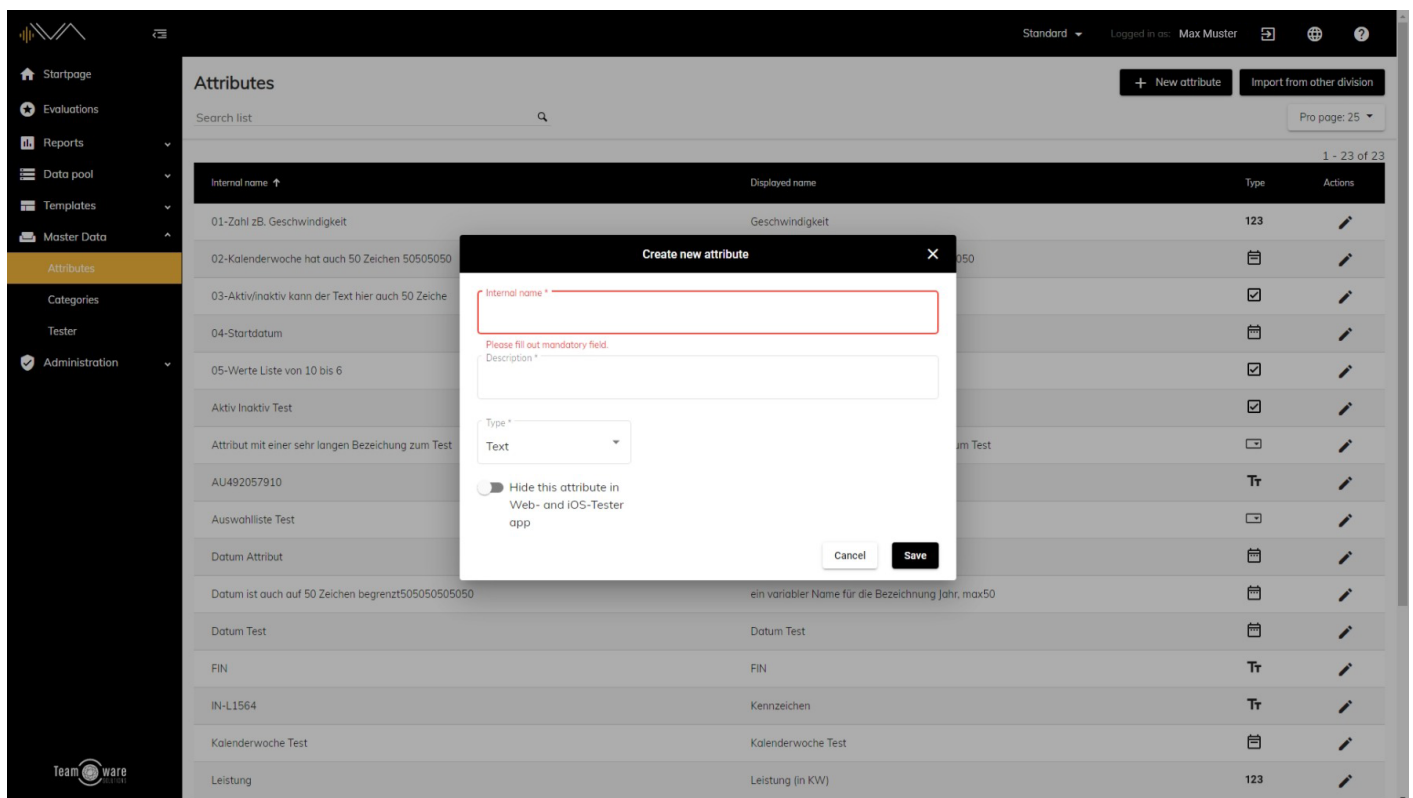 Standard Logged in as: Max Muster
Startpage
Evaluations
Reports
Data pool
Templates
Master Data
Attributes
Categories
Tester
Administration
Team ware
SOLUTIONS
Attributes
+ New attribute
Import from other division
Search list
Pro page: 25
1 - 23 of 23
Internal name Displayed name Type Actions
01-Zahl zB. Geschwindigkeit Geschwindigkeit 123
02-Kalenderwoche hat auch 50 Zeichen 50505050 050
03-Aktiv/inaktiv kann der Text hier auch 50 Zeiche
04-Startdatum
05-Werte Liste von 10 bis 6
Aktiv Inaktiv Test
Attribut mit einer sehr langen Bezeichung zum Test um Test
AU492057910 Tт
Auswahlliste Test
Datum Attribut
Datum ist auch auf 50 Zeichen begrenzt505050505050 ein variabler Name für die Bezeichnung Jahr, max50
Datum Test Datum Test
FIN FIN Tт
IN-L1564 Kennzeichen Tт
Kalenderwoche Test Kalenderwoche Test
Leistung Leistung (in KW) 123
Create new attribute
Internal name *
Please fill out mandatory field.
Description *
Type *
Text
Hide this attribute in
Web- and iOS-Tester
app
Cancel Save